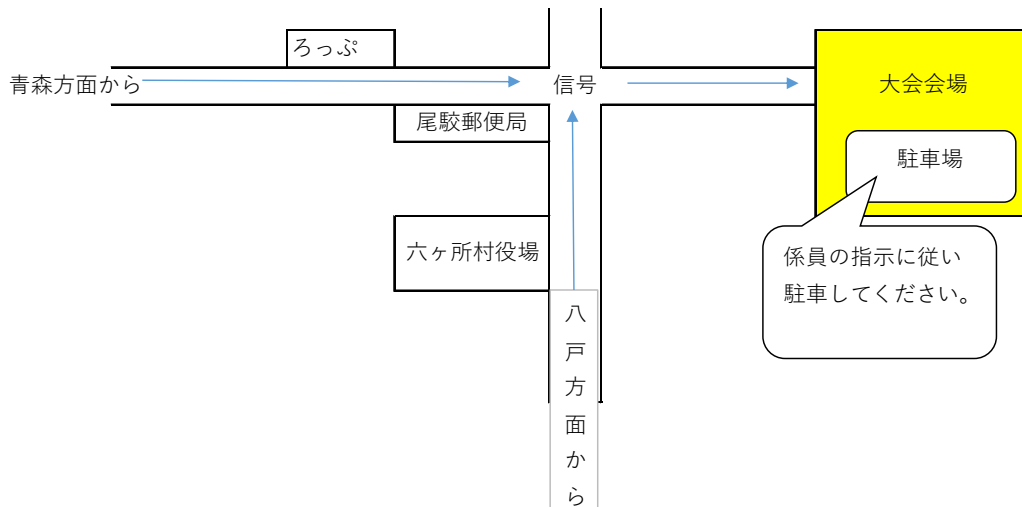 ろっぷ
青森方面から
信号
大会会場
尾駮郵便局
駐車場
六ヶ所村役場
係員の指示に従い
駐車してください。
八戸方面から